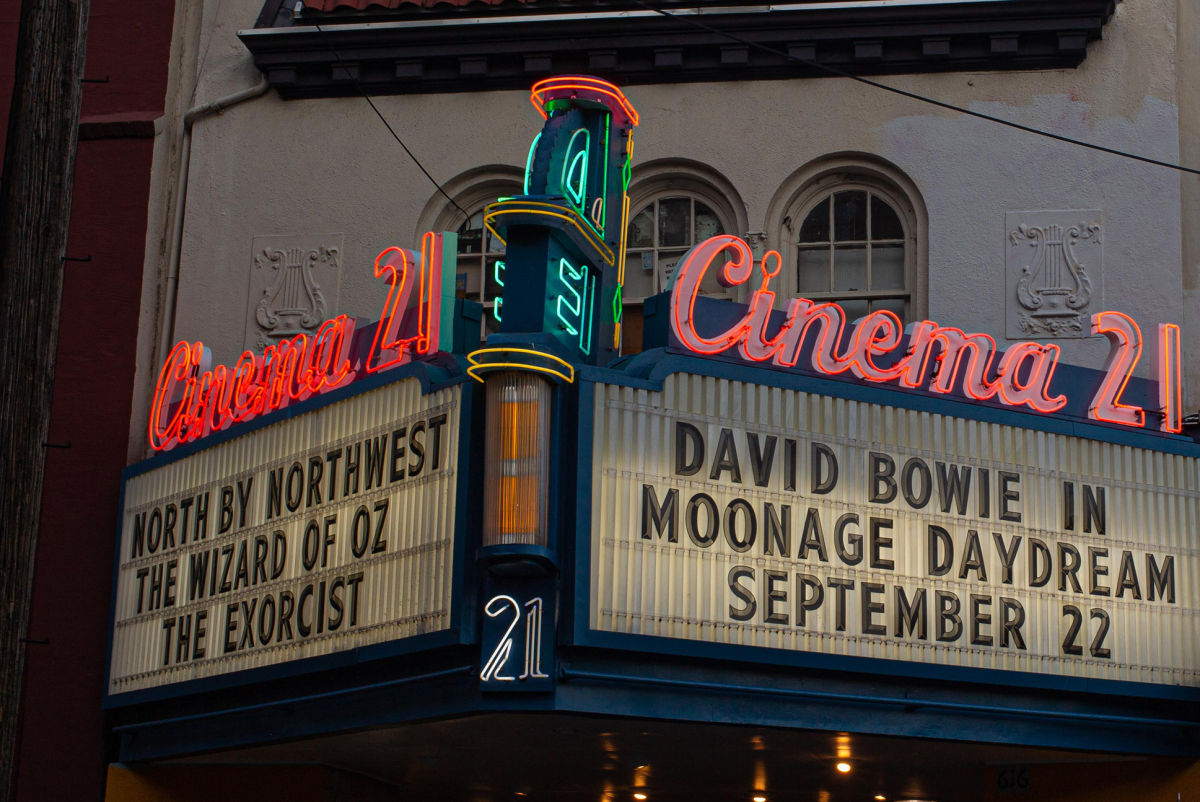 Cinema 21
NORTH BY NORTHWEST
THE WIZARD OF OZ
THE EXORCIST
21
Cinema 21
DAVID BOWIE IN
MOONAGE DAYDREAM
SEPTEMBER 22
616